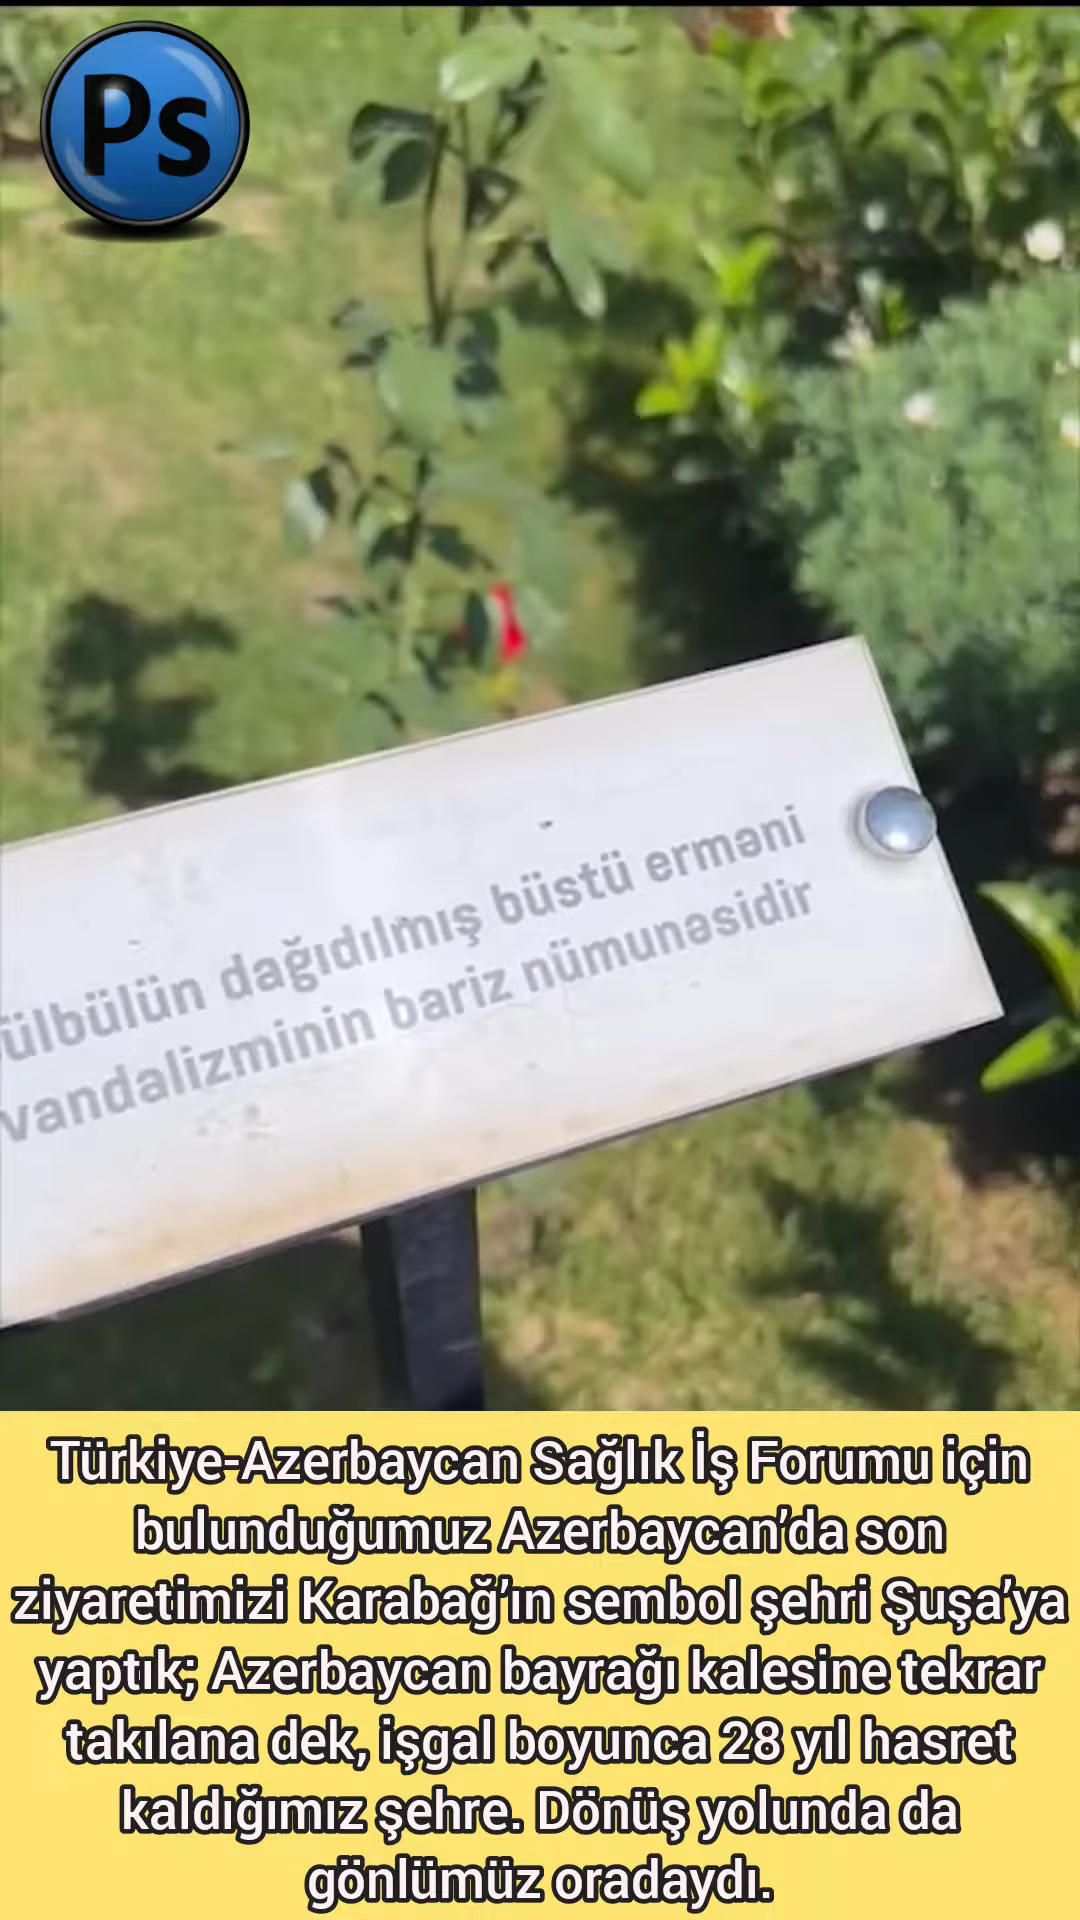 Ps
ülbülün dağıdılmış büstü erməni
vandalizminin bariz nümunəsidir
Türkiye-Azerbaycan Sağlık İş Forumu için
bulunduğumuz Azerbaycan’da son
ziyaretimizi Karabağ’ın sembol şehri Şuşa’ya
yaptık; Azerbaycan bayrağı kalesine tekrar
takılana dek, işgal boyunca 28 yıl hasret
kaldığımız şehre. Dönüş yolunda da
gönlümüz oradaydı.